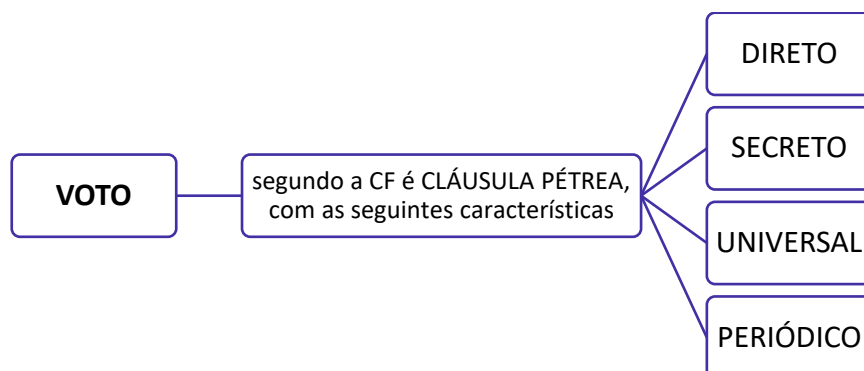 VOTO
segundo a CF é CLÁUSULA PÉTREA,
com as seguintes características
DIRETO
SECRETO
UNIVERSAL
PERIÓDICO